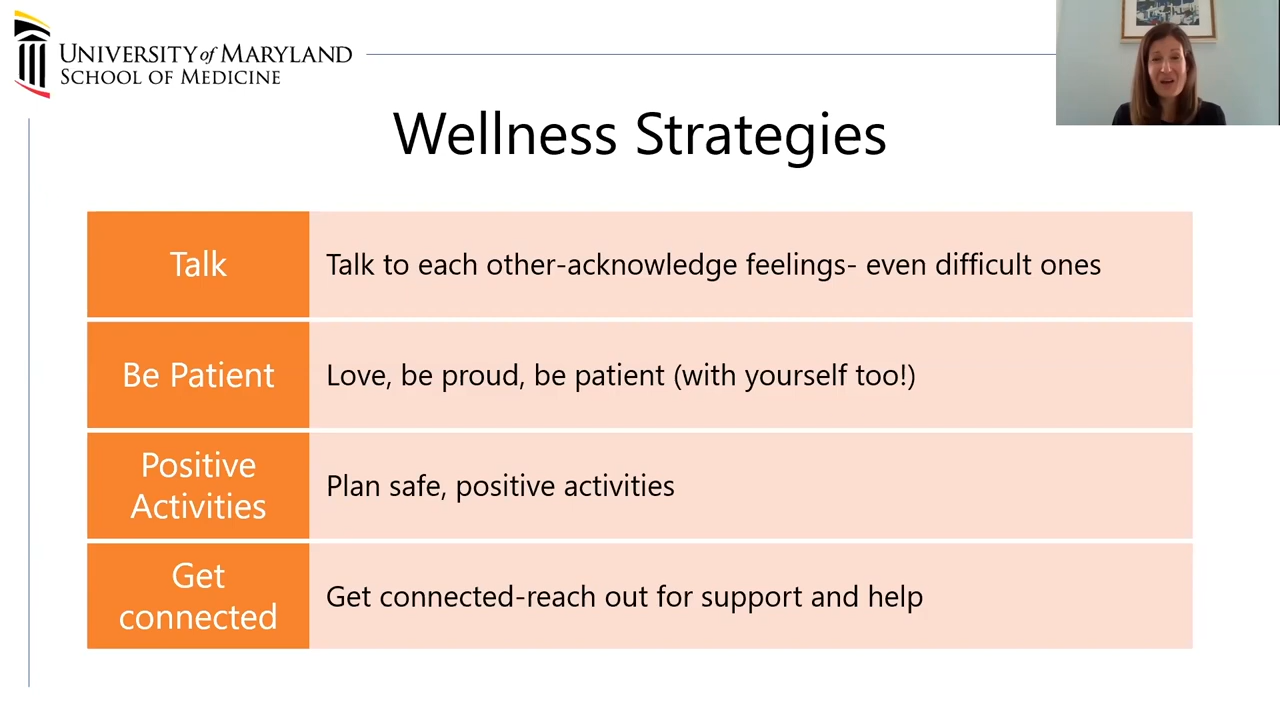 UNIVERSITY of MARYLAND
SCHOOL OF MEDICINE
Wellness Strategies
Talk
Talk to each other-acknowledge feelings- even difficult ones
Be Patient
Love, be proud, be patient (with yourself too!)
Positive
Activities
Plan safe, positive activities
Get
connected
Get connected-reach out for support and help